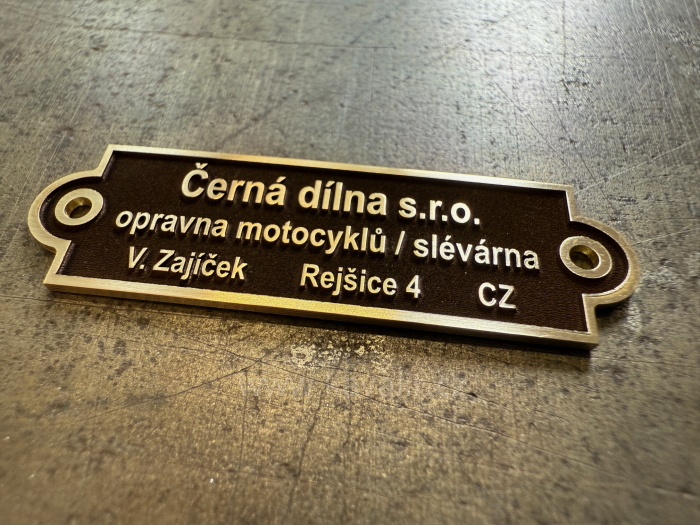 Černá dílna s.r.o.
opravna motocyklů / slévárna
V. Zajíček Rejšice 4 CZ